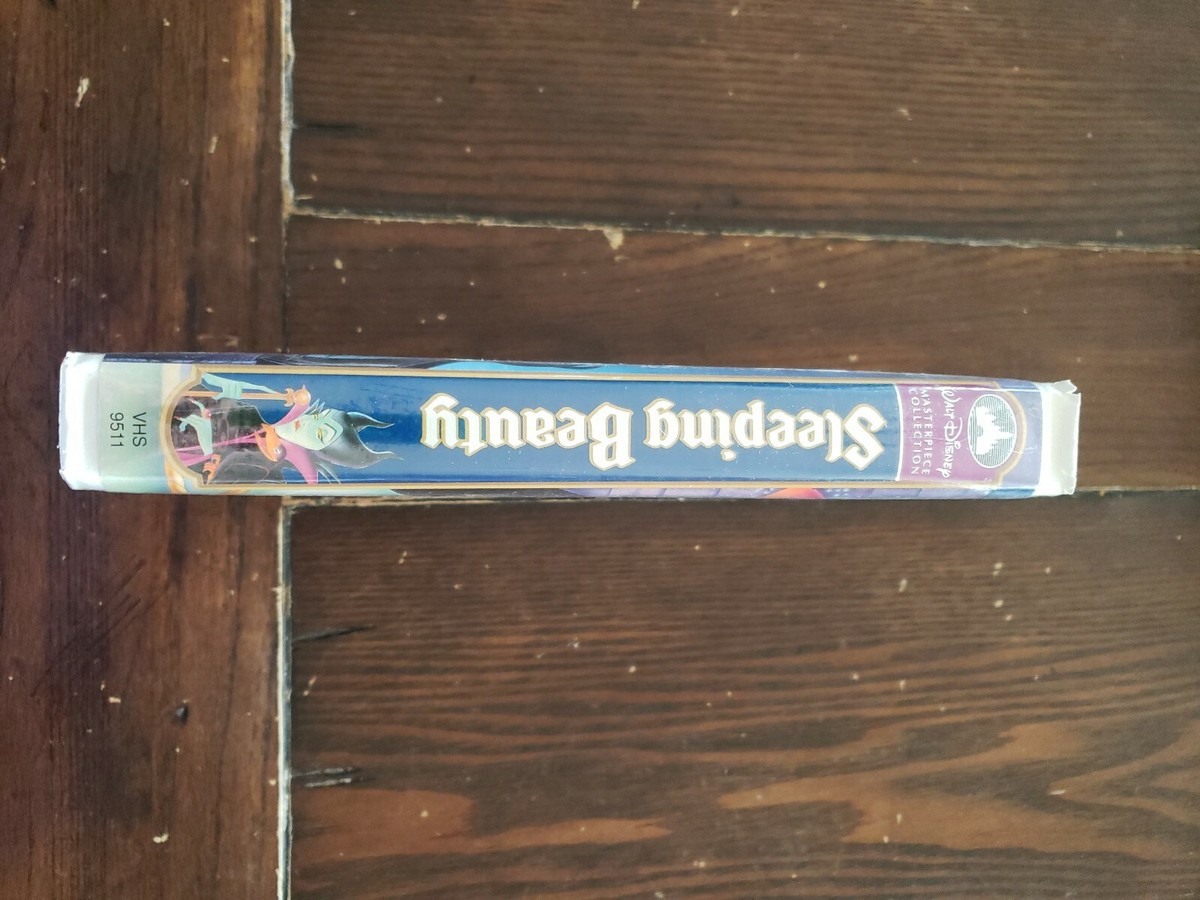 WALT DISNEY
MASTERPIECE
COLLECTION
Sleeping Beauty
VHS
9511